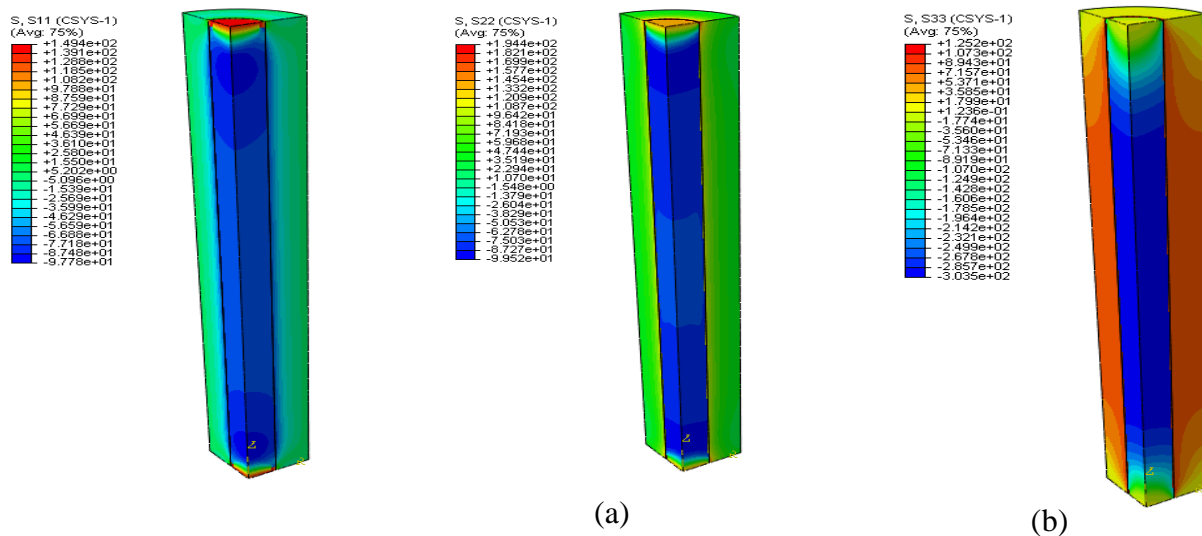 S, S11 (CSYS-1)
(Avg: 75%)
+1.494e+02
+1.391e+02
+1.288e+02
+1.185e+02
+1.082e+02
+9.788e+01
+8.759e+01
+7.729e+01
+6.699e+01
+5.669e+01
+4.639e+01
+3.610e+01
+2.580e+01
+1.550e+01
+5.202e+00
-5.096e+00
-1.539e+01
-2.569e+01
-3.599e+01
-4.629e+01
-5.659e+01
-6.688e+01
-7.718e+01
-8.748e+01
-9.778e+01
Z
S, S22 (CSYS-1)
(Avg: 75%)
+1.944e+02
+1.821e+02
+1.699e+02
+1.577e+02
+1.454e+02
+1.332e+02
+1.209e+02
+1.087e+02
+9.642e+01
+8.418e+01
+7.193e+01
+5.968e+01
+4.744e+01
+3.519e+01
+2.294e+01
+1.070e+01
-1.548e+00
-1.379e+01
-2.604e+01
-3.829e+01
-5.053e+01
-6.278e+01
-7.503e+01
-8.727e+01
-9.952e+01
Z
(a)
S, S33 (CSYS-1)
(Avg: 75%)
+1.252e+02
+1.073e+02
+8.943e+01
+7.157e+01
+5.371e+01
+3.585e+01
+1.799e+01
+1.236e-01
-1.774e+01
-3.560e+01
-5.346e+01
-7.133e+01
-8.919e+01
-1.070e+02
-1.249e+02
-1.428e+02
-1.606e+02
-1.785e+02
-1.964e+02
-2.142e+02
-2.321e+02
-2.499e+02
-2.678e+02
-2.857e+02
-3.035e+02
Z
(b)